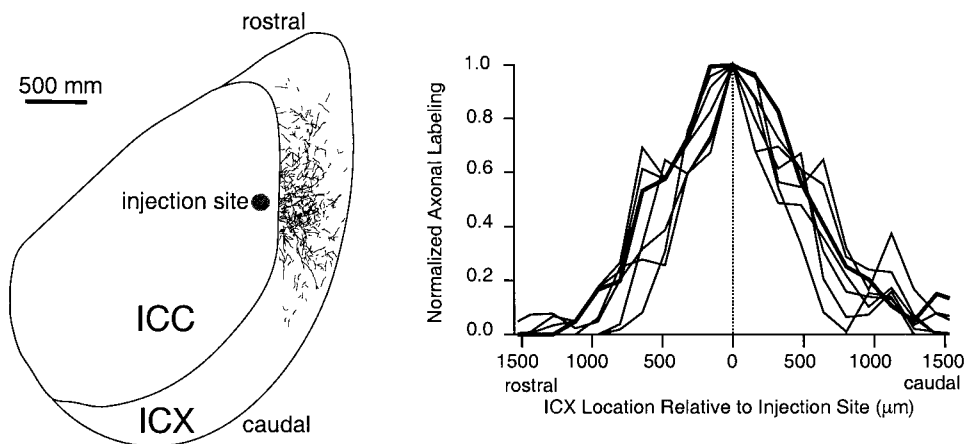 rostral
500 mm
injection site
ICC
ICX
caudal
Normalized Axonal Labeling
1.0
0.8
0.6
0.4
0.2
0.0
1500 1000 500 0 500 1000 1500
rostral caudal
ICX Location Relative to Injection Site (µm)